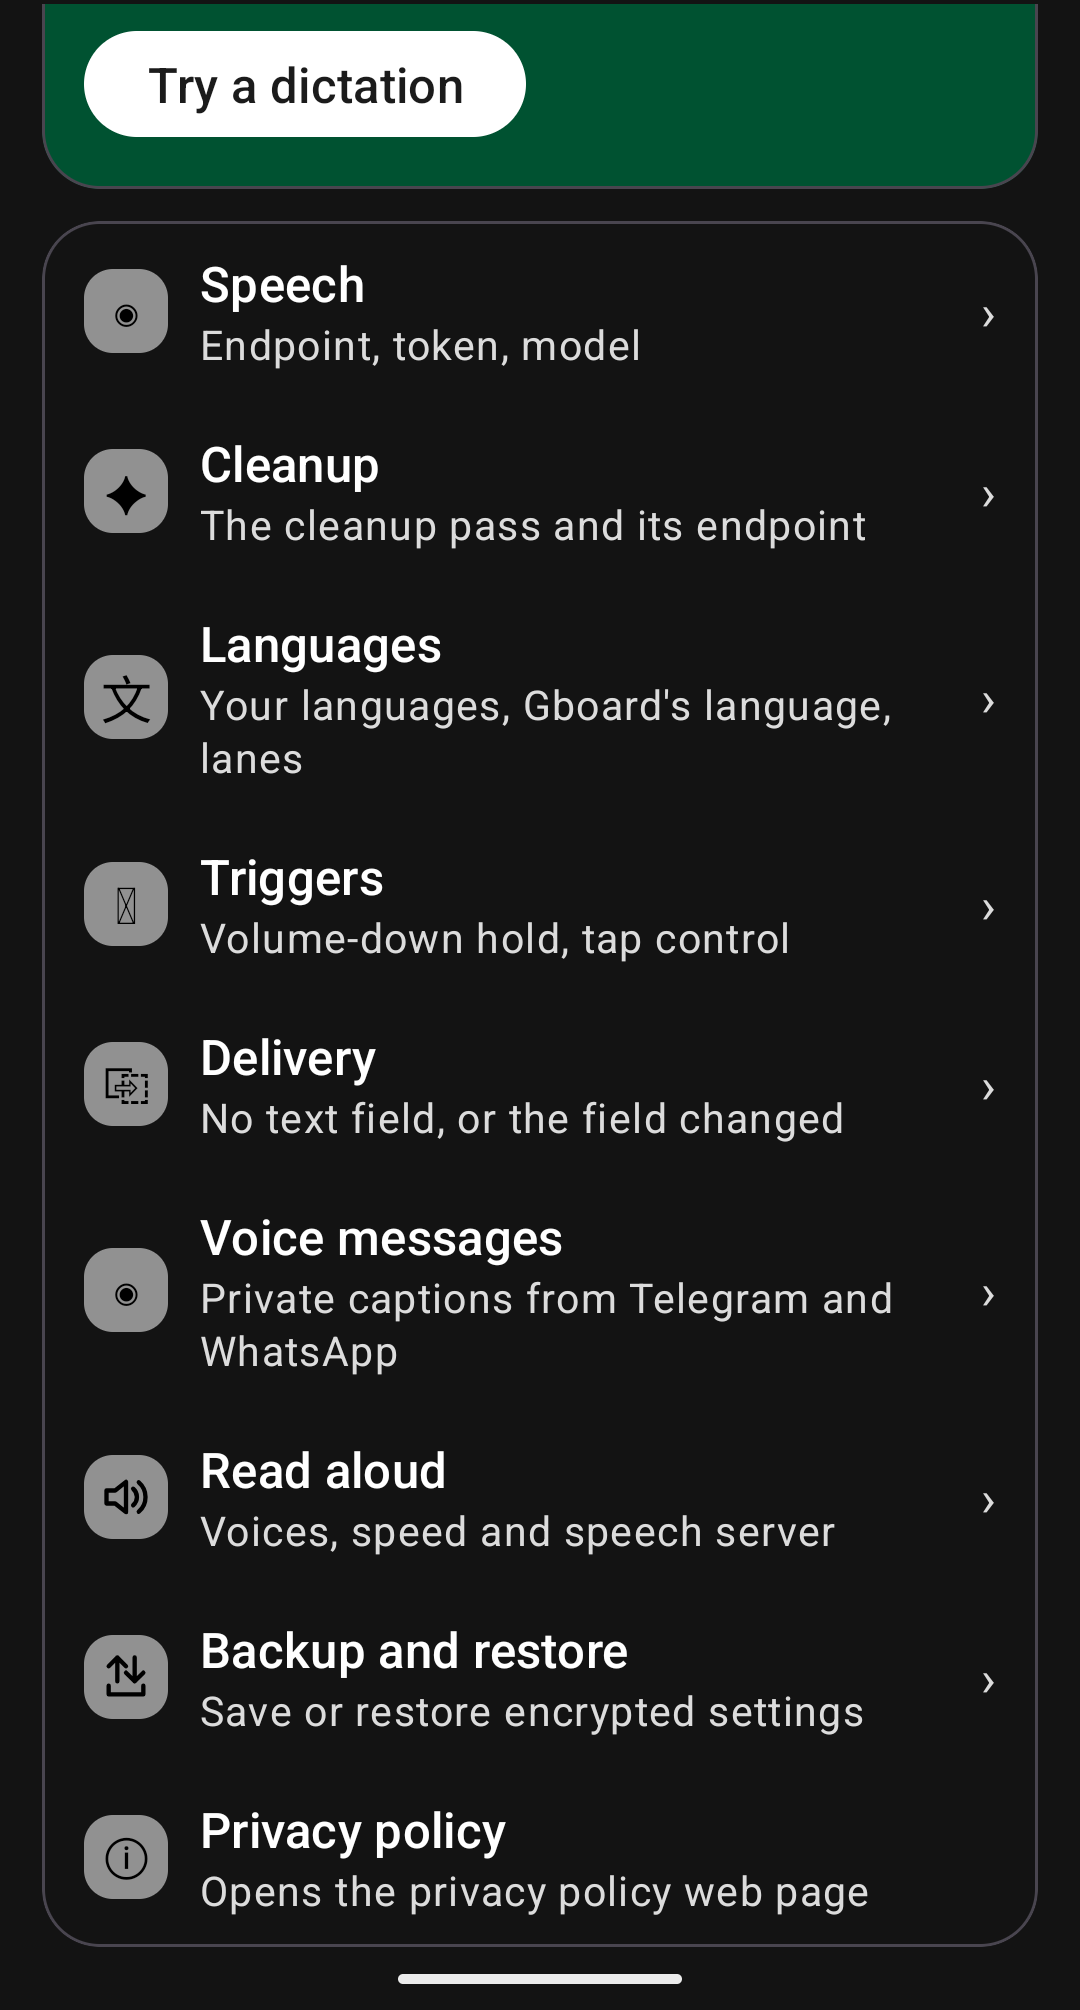 Try a dictation
Speech
Endpoint, token, model
Cleanup
The cleanup pass and its endpoint
文
Languages
Your languages, Gboard's language,
lanes
Triggers
Volume-down hold, tap control
Delivery
No text field, or the field changed
Voice messages
Private captions from Telegram and
WhatsApp
Read aloud
Voices, speed and speech server
Backup and restore
Save or restore encrypted settings
Privacy policy
Opens the privacy policy web page